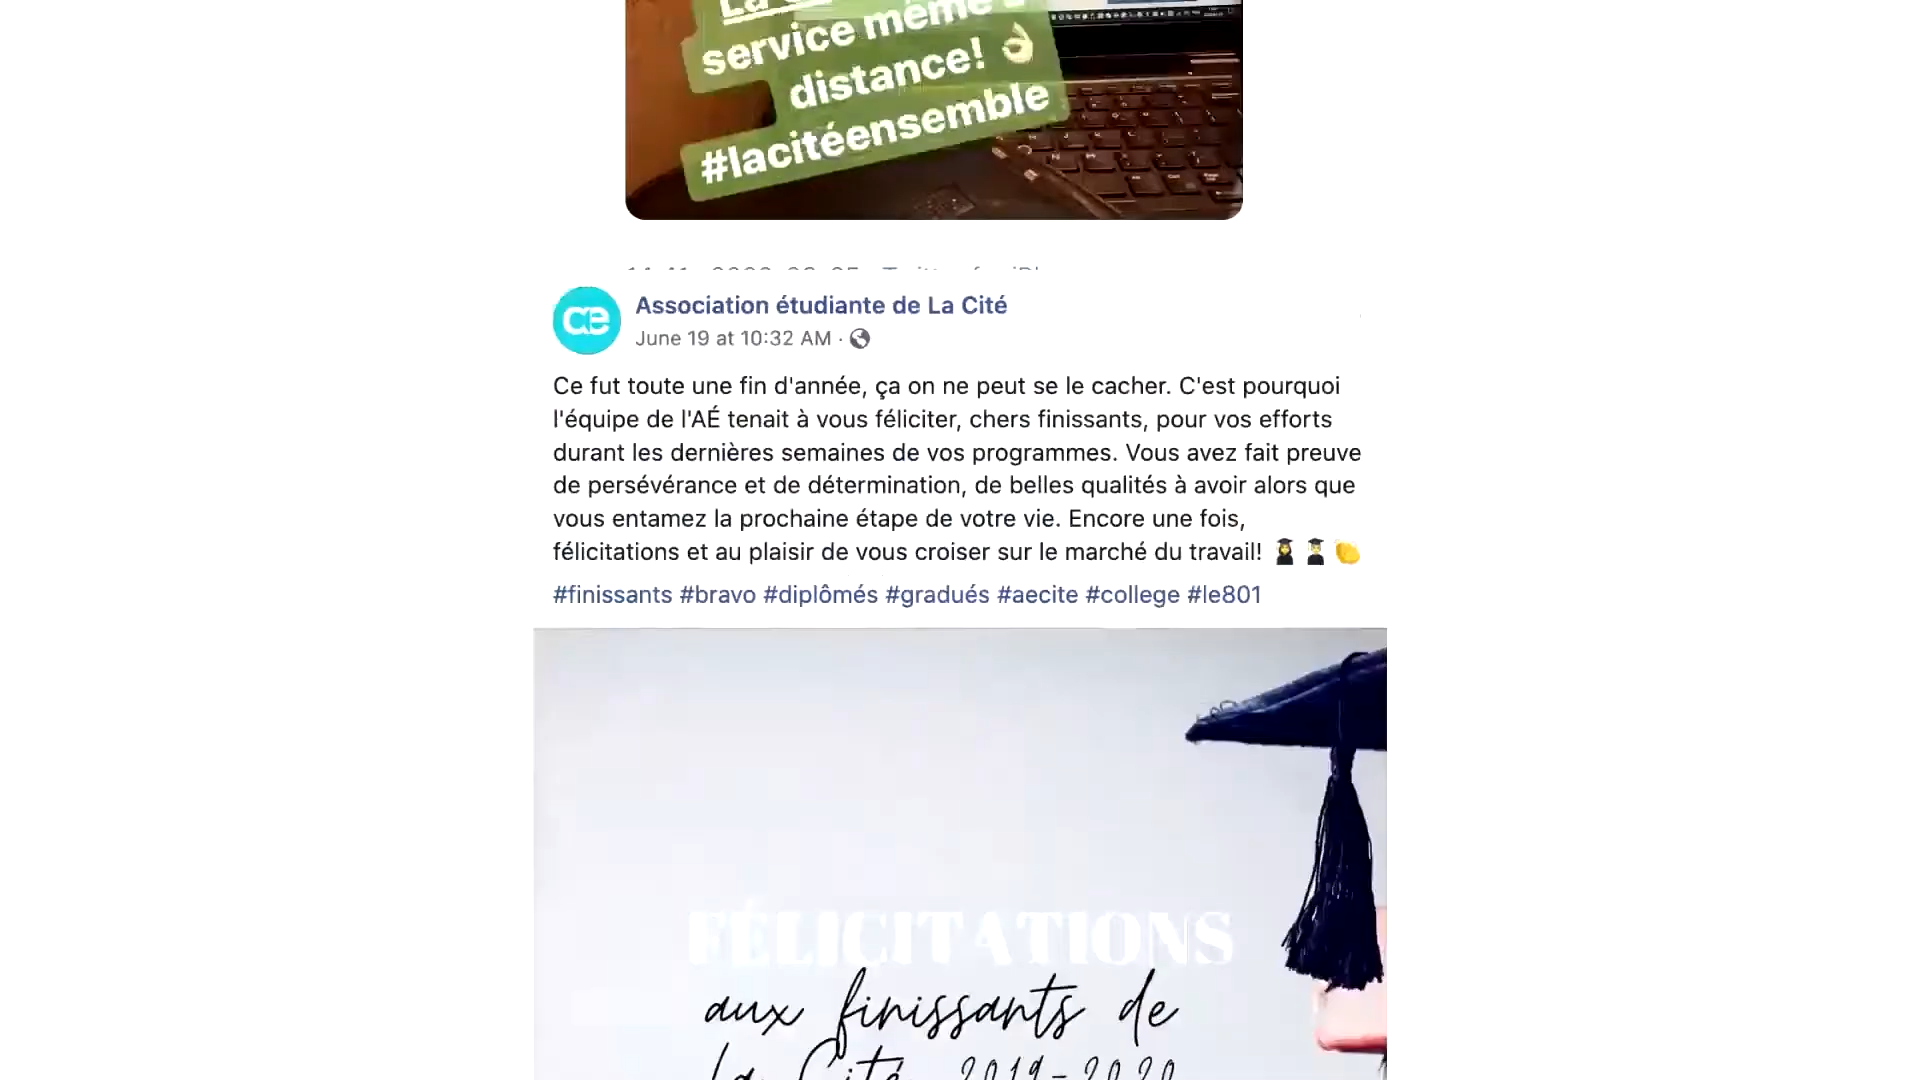 service même
distance! 👌
#lacitéensemble
Association étudiante de La Cité
June 19 at 10:32 AM ·
Ce fut toute une fin d'année, ça on ne peut se le cacher. C'est pourquoi
l'équipe de l'AÉ tenait à vous féliciter, chers finissants, pour vos efforts
durant les dernières semaines de vos programmes. Vous avez fait preuve
de persévérance et de détermination, de belles qualités à avoir alors que
vous entamez la prochaine étape de votre vie. Encore une fois,
félicitations et au plaisir de vous croiser sur le marché du travail! 👩‍🎓👨‍🎓👏
#finissants #bravo #diplômés #gradués #aecite #college #le801
FÉLICITATIONS
aux finissants de
La Cité 2019-2020